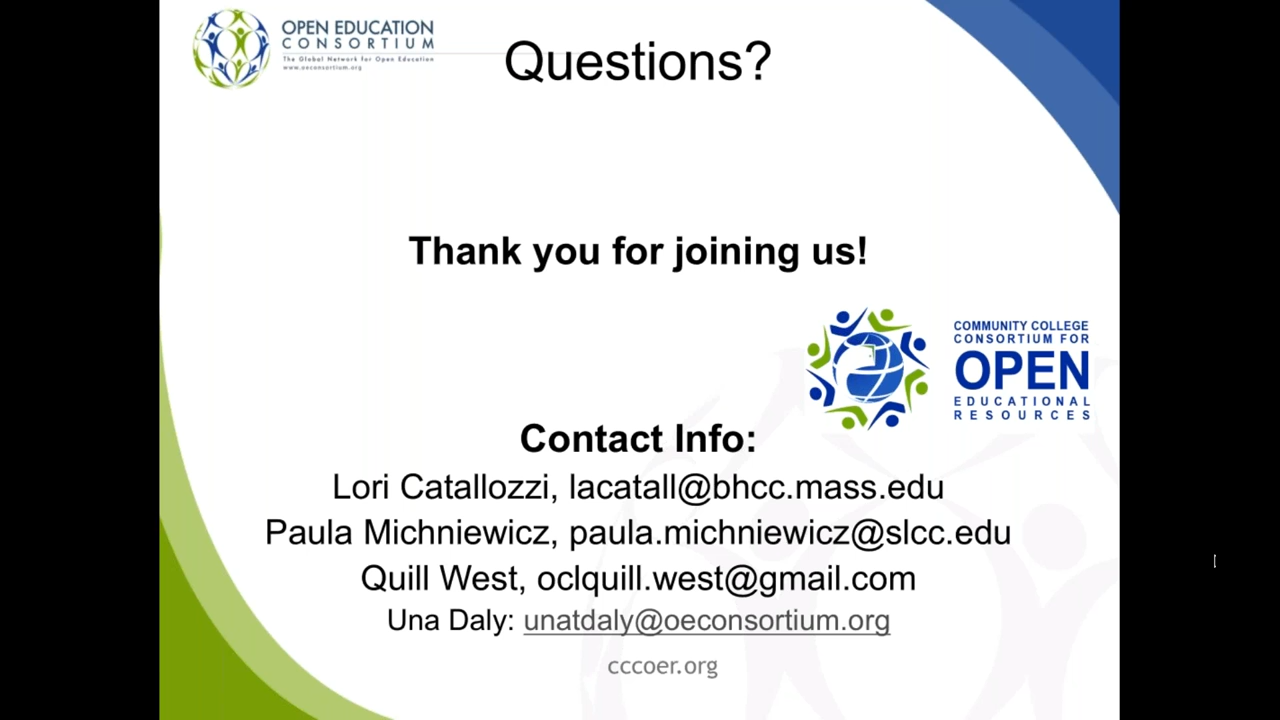 OPEN EDUCATION
CONSORTIUM
The Global Network for Open Education
www.oeconsortium.org
Questions?
Thank you for joining us!
COMMUNITY COLLEGE
CONSORTIUM FOR
OPEN
EDUCATIONAL
RESOURCES
Contact Info:
Lori Catallozzi, lacatall@bhcc.mass.edu
Paula Michniewicz, paula.michniewicz@slcc.edu
Quill West, oclquill.west@gmail.com
Una Daly: unatdaly@oeconsortium.org
cccoer.org